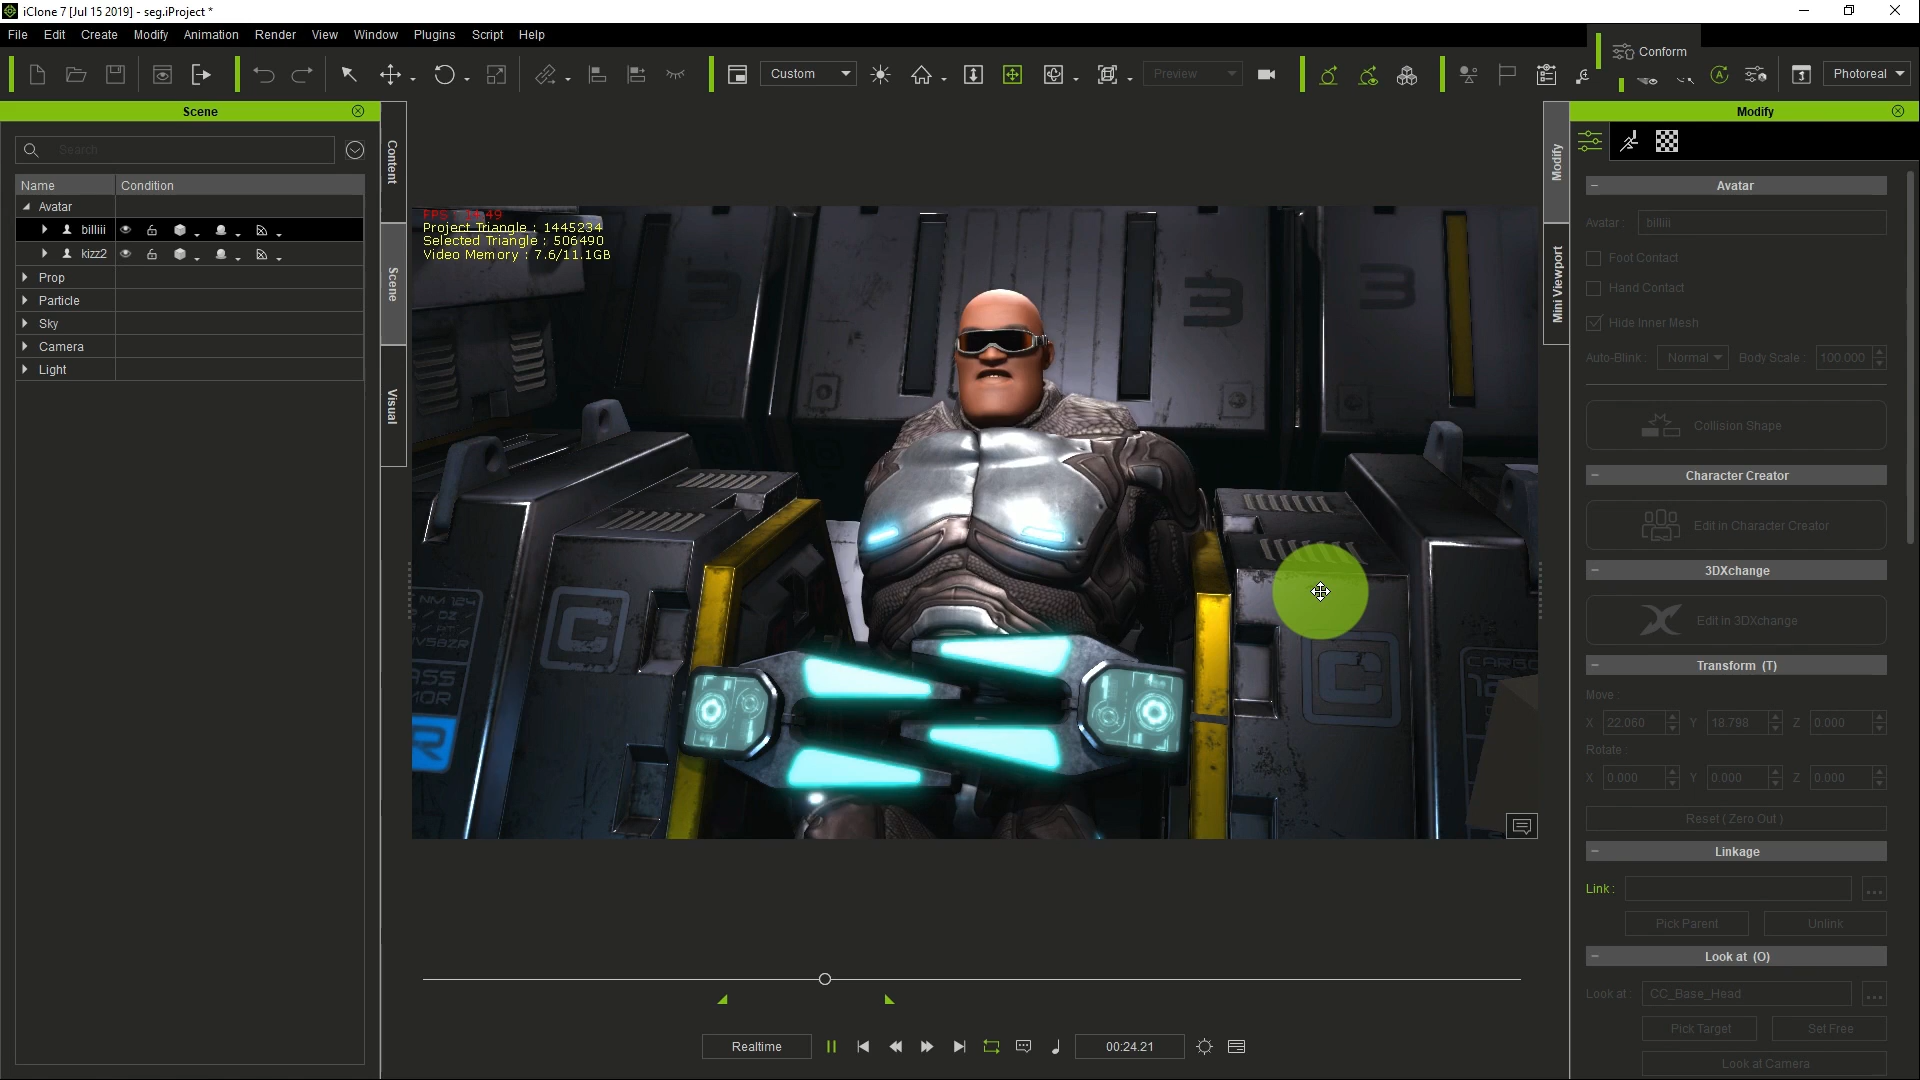 iClone 7 [Jul 15 2019] - seg.iProject *
File Edit Create Modify Animation Render View Window Plugins Script Help
Conform
Custom
Preview
Photoreal
Scene
Search
Name Condition
Avatar
billiii
kizz2
Prop
Particle
Sky
Camera
Light
Content
Scene
Visual
Project Triangle : 1445234
Selected Triangle : 506490
Video Memory : 7.6/11.1GB
3
3
C
C
Realtime
00:24.21
Modify
Mini Viewport
Modify
Avatar
Avatar : billiii
Foot Contact
Hand Contact
Hide Inner Mesh
Auto-Blink : Normal Body Scale : 100.000
Collision Shape
Character Creator
Edit in Character Creator
3DXchange
Edit in 3DXchange
Transform (T)
Move :
X 22.060 Y 18.798 Z 0.000
Rotate :
X 0.000 Y 0.000 Z 0.000
Reset ( Zero Out )
Linkage
Link :
...
Pick Parent Unlink
Look at (O)
Look at : CC_Base_Head ...
Pick Target Set Free
Look at Camera